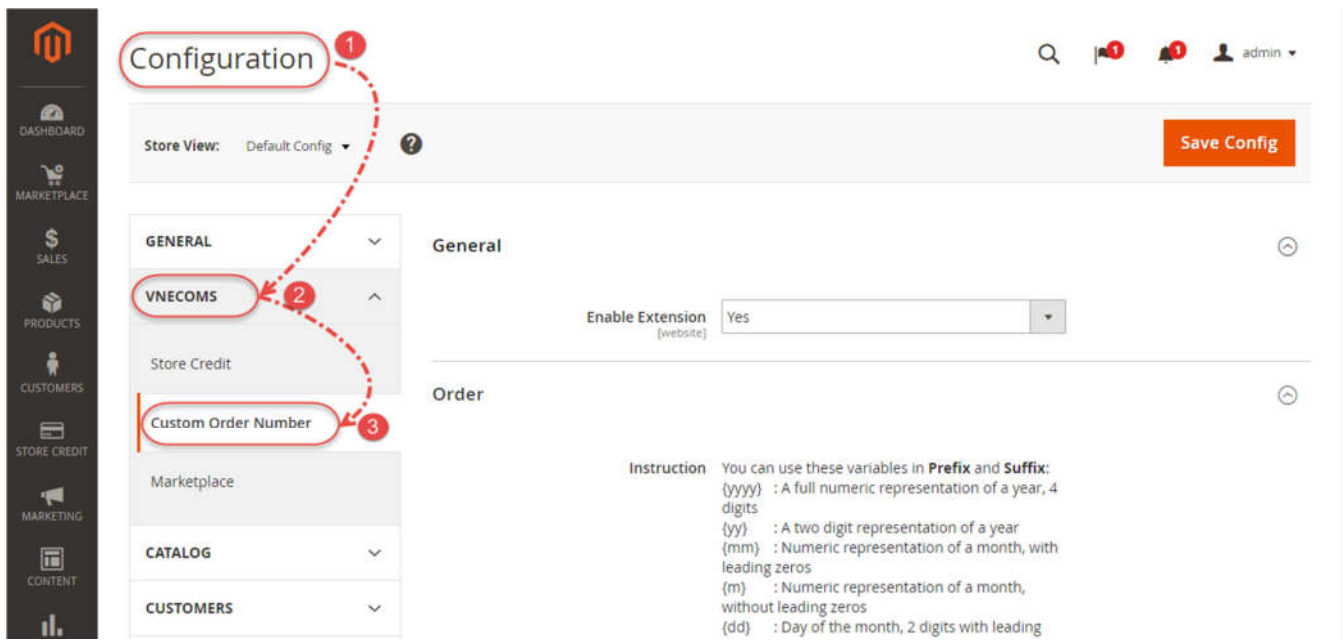 Configuration
1
1
1
admin
DASHBOARD
MARKETPLACE
$
SALES
PRODUCTS
CUSTOMERS
STORE CREDIT
MARKETING
CONTENT
Store View: Default Config ?
Save Config
GENERAL
VNECOMS
2
Store Credit
Custom Order Number
3
Marketplace
CATALOG
CUSTOMERS
General
Enable Extension Yes
[website]
Order
Instruction You can use these variables in Prefix and Suffix:
{yyyy} : A full numeric representation of a year, 4
digits
{yy} : A two digit representation of a year
{mm} : Numeric representation of a month, with
leading zeros
{m} : Numeric representation of a month,
without leading zeros
{dd} : Day of the month, 2 digits with leading